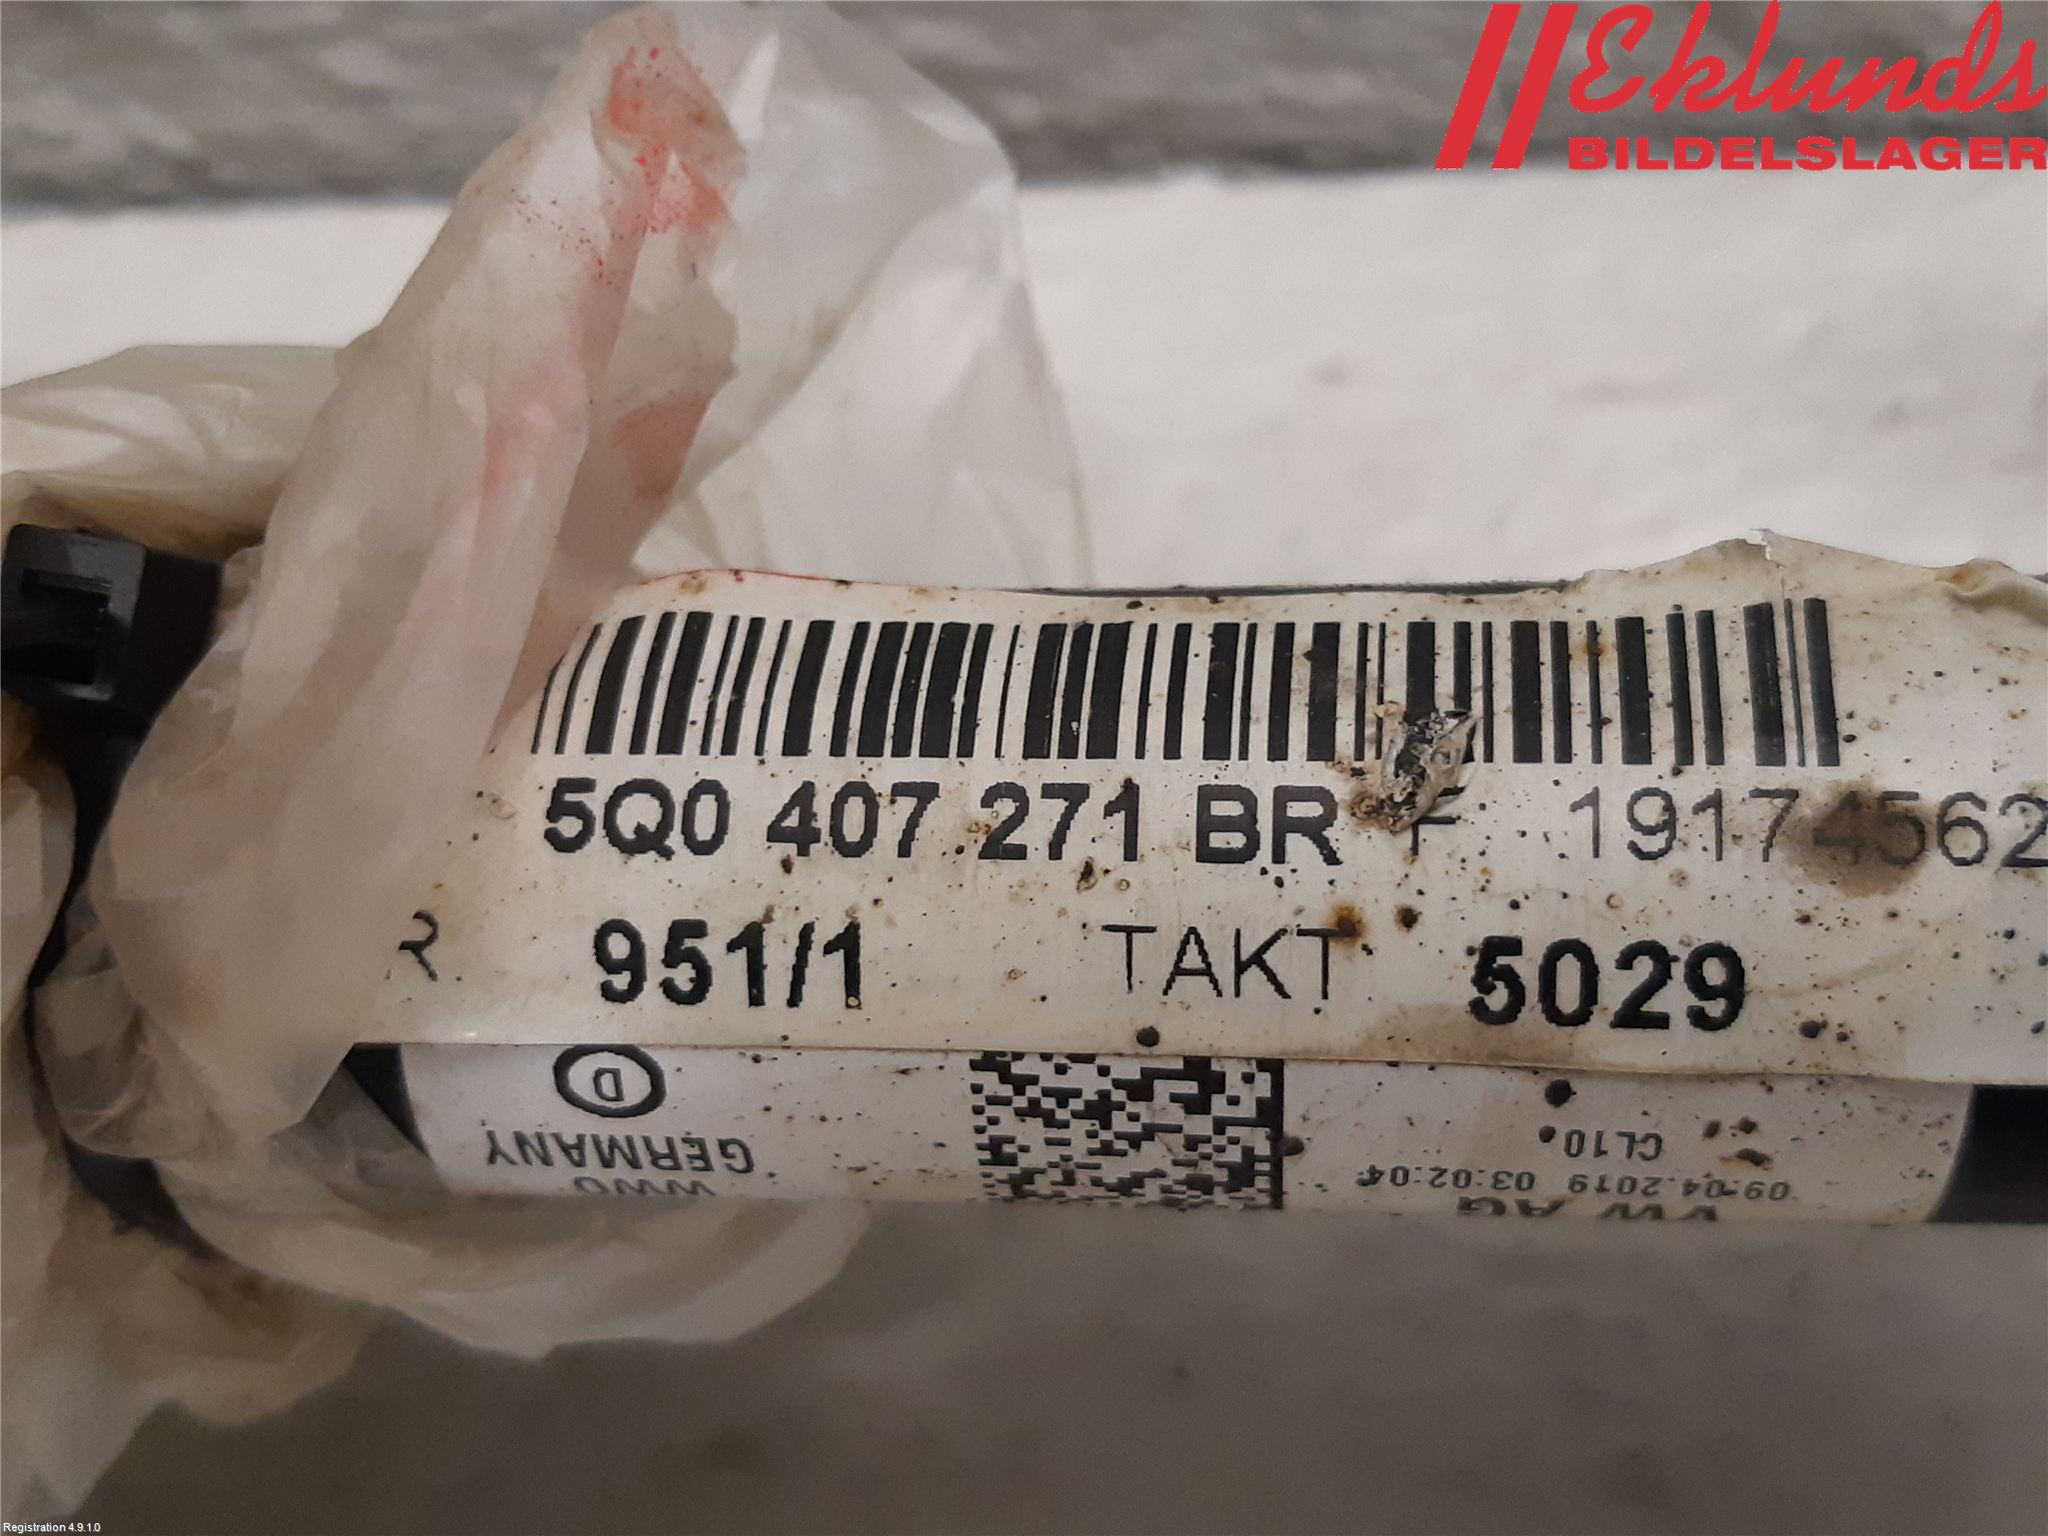 Eklunds
BILDELSLAGER
5Q0 407 271 BR F 19174562
R 951/1 TAKT 5029
D
GERMANY
CL10
09.04.2019 03:02:04
VW AG
Registration 4.9.1.0